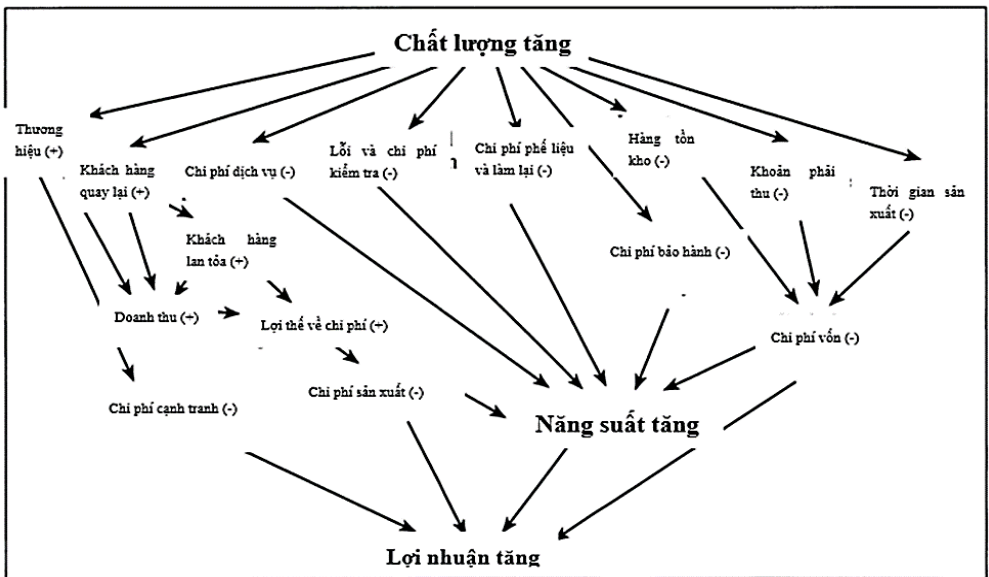 Chất lượng tăng
Thương
hiệu (+)
Khách hàng
quay lại (+)
Chi phí dịch vụ (-)
Lỗi và chi phí
kiểm tra (-)
Chi phí phế liệu
và làm lại (-)
Hàng tồn
kho (-)
Khoản phải
thu (-)
Thời gian sản
xuất (-)
Khách hàng
lan tỏa (+)
Chi phí bảo hành (-)
Doanh thu (+)
Lợi thế về chi phí (+)
Chi phí vốn (-)
Chi phí sản xuất (-)
Chi phí cạnh tranh (-)
Năng suất tăng
Lợi nhuận tăng